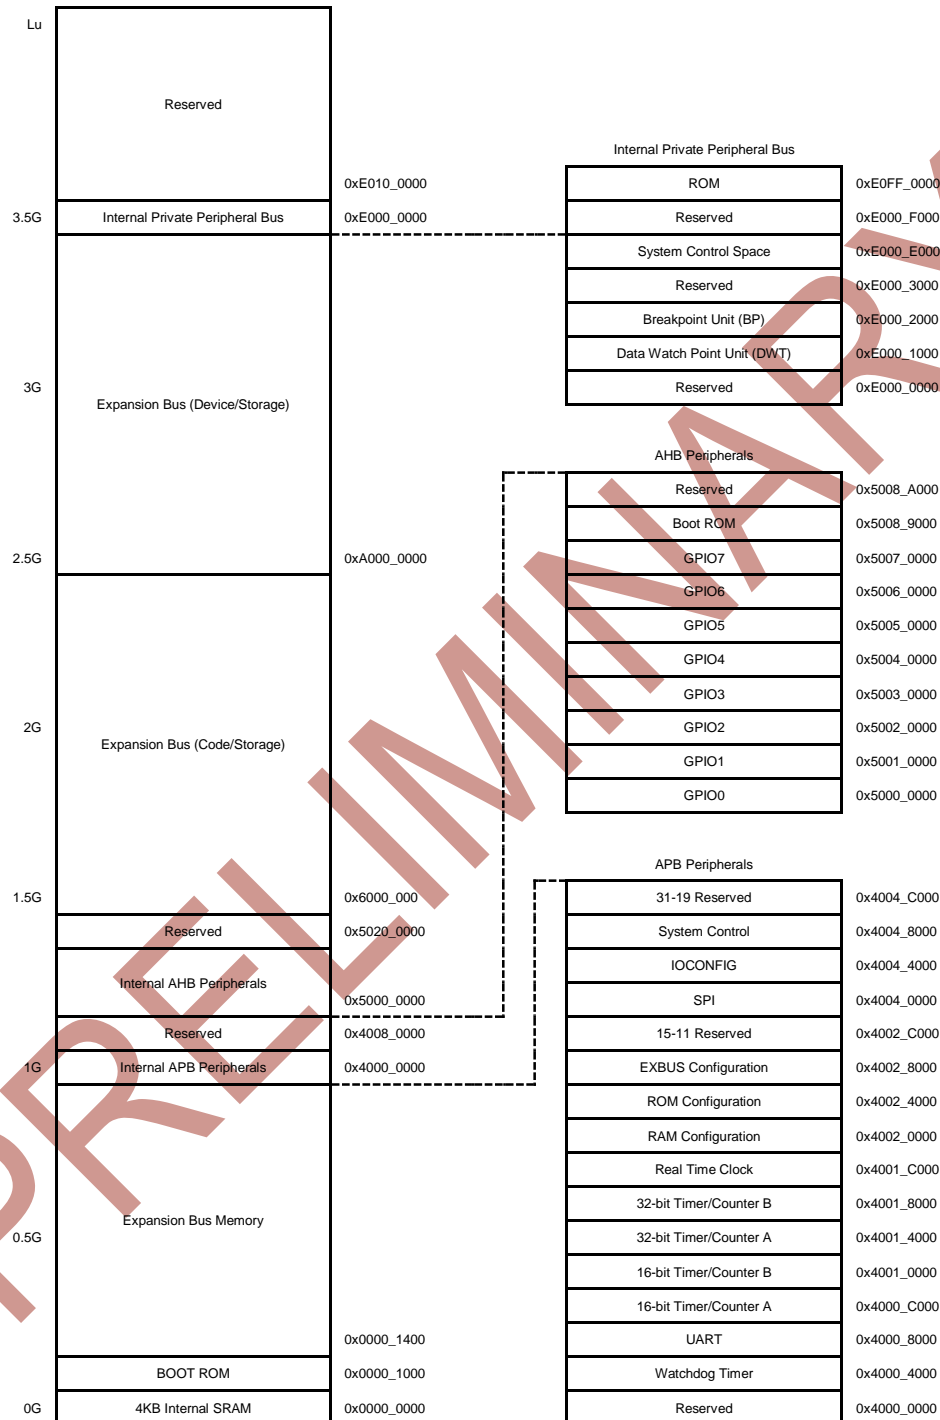 Lu
Reserved
0xE010_0000
3.5G
Internal Private Peripheral Bus
0xE000_0000
3G
Expansion Bus (Device/Storage)
2.5G
0xA000_0000
2G
Expansion Bus (Code/Storage)
1.5G
0x6000_000
Reserved
0x5020_0000
Internal AHB Peripherals
0x5000_0000
Reserved
0x4008_0000
1G
Internal APB Peripherals
0x4000_0000
Expansion Bus Memory
0.5G
0x0000_1400
BOOT ROM
0x0000_1000
0G
4KB Internal SRAM
0x0000_0000
Internal Private Peripheral Bus
ROM 0xE0FF_0000
Reserved 0xE000_F000
System Control Space 0xE000_E000
Reserved 0xE000_3000
Breakpoint Unit (BP) 0xE000_2000
Data Watch Point Unit (DWT) 0xE000_1000
Reserved 0xE000_0000
AHB Peripherals
Reserved 0x5008_A000
Boot ROM 0x5008_9000
GPIO7 0x5007_0000
GPIO6 0x5006_0000
GPIO5 0x5005_0000
GPIO4 0x5004_0000
GPIO3 0x5003_0000
GPIO2 0x5002_0000
GPIO1 0x5001_0000
GPIO0 0x5000_0000
APB Peripherals
31-19 Reserved 0x4004_C000
System Control 0x4004_8000
IOCONFIG 0x4004_4000
SPI 0x4004_0000
15-11 Reserved 0x4002_C000
EXBUS Configuration 0x4002_8000
ROM Configuration 0x4002_4000
RAM Configuration 0x4002_0000
Real Time Clock 0x4001_C000
32-bit Timer/Counter B 0x4001_8000
32-bit Timer/Counter A 0x4001_4000
16-bit Timer/Counter B 0x4001_0000
16-bit Timer/Counter A 0x4000_C000
UART 0x4000_8000
Watchdog Timer 0x4000_4000
Reserved 0x4000_0000
PRELIMINARY